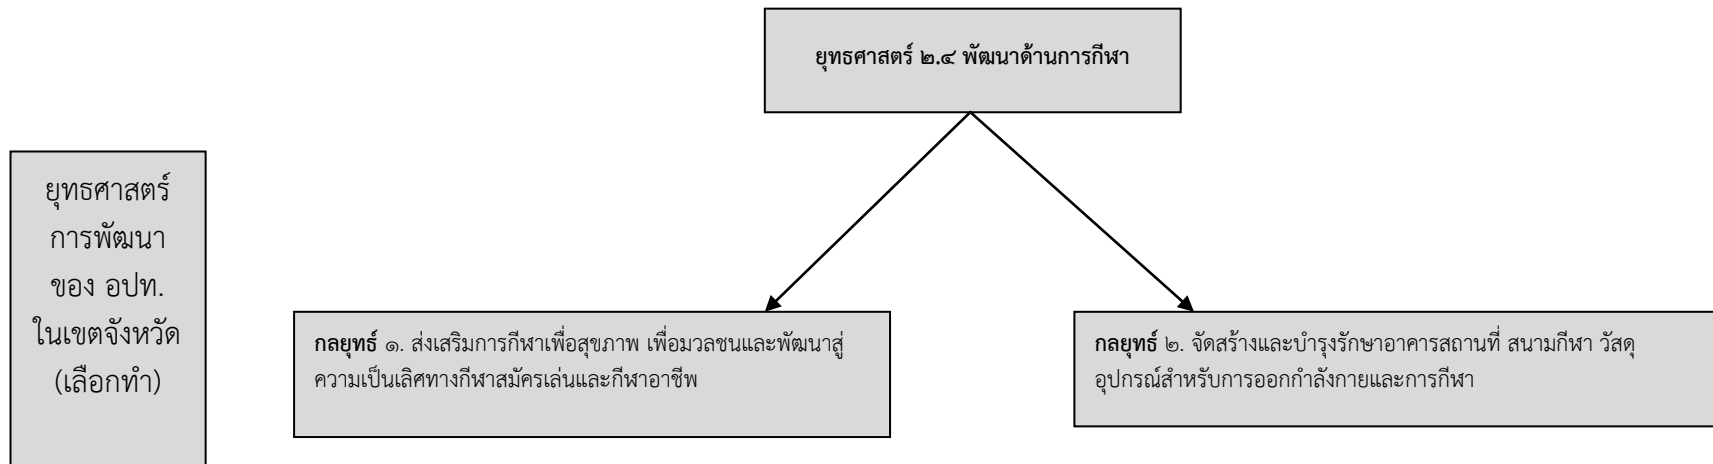 ยุทธศาสตร์ ๒.๔ พัฒนาด้านการกีฬา
ยุทธศาสตร์
การพัฒนา
ของ อปท.
ในเขตจังหวัด
(เลือกทำ)
กลยุทธ์ ๑. ส่งเสริมการกีฬาเพื่อสุขภาพ เพื่อมวลชนและพัฒนาสู่
ความเป็นเลิศทางกีฬาสมัครเล่นและกีฬาอาชีพ
กลยุทธ์ ๒. จัดสร้างและบำรุงรักษาอาคารสถานที่ สนามกีฬา วัสดุ
อุปกรณ์สำหรับการออกกำลังกายและการกีฬา